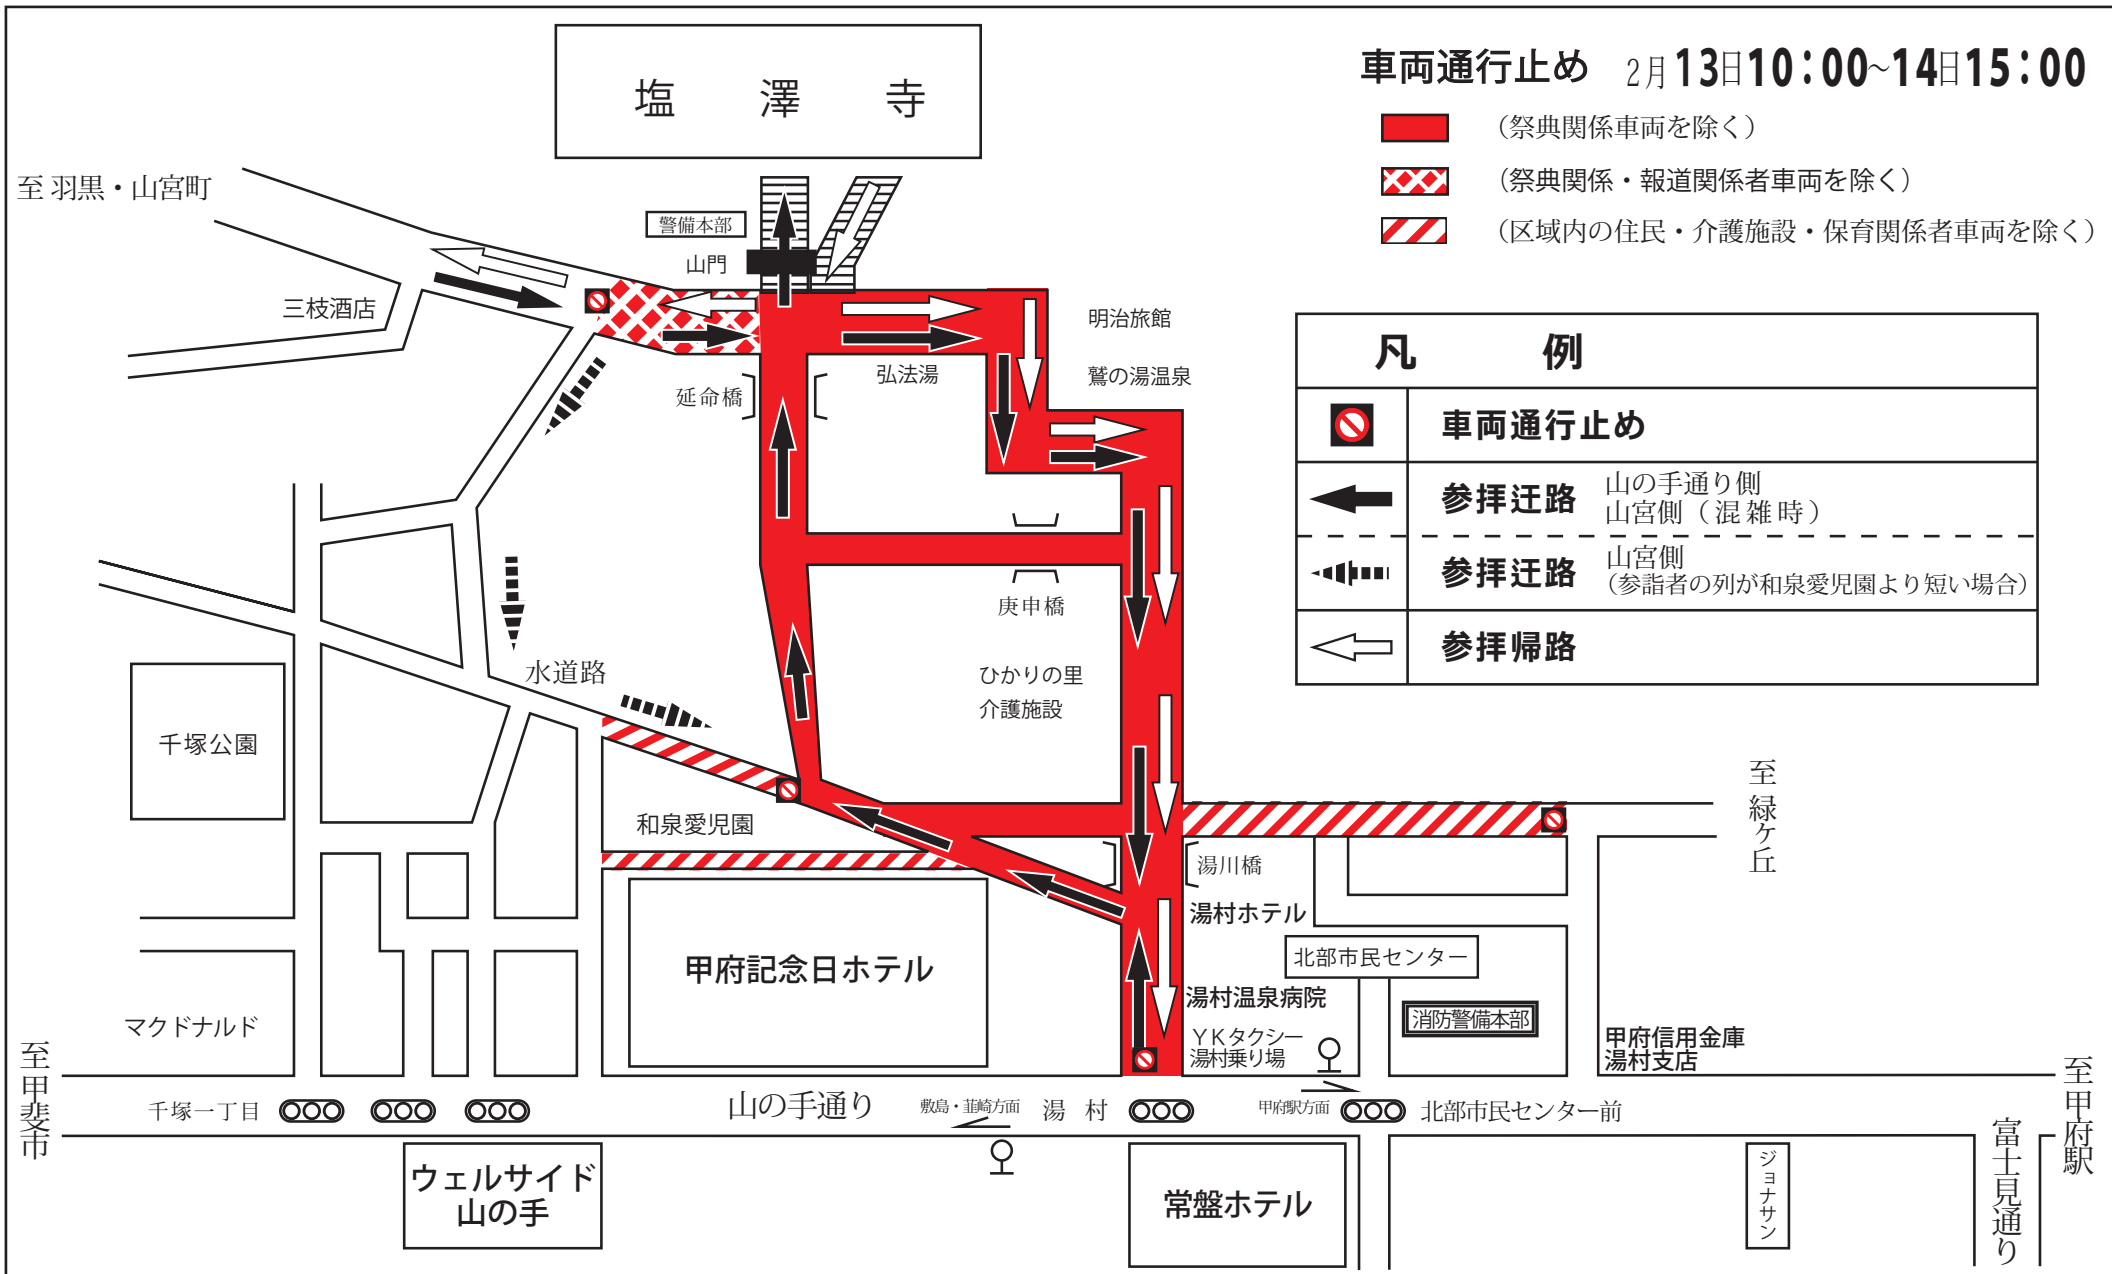 塩澤寺
車両通行止め 2月13日10:00~14日15:00
（祭典関係車両を除く）
（祭典関係・報道関係者車両を除く）
（区域内の住民・介護施設・保育関係者車両を除く）
至 羽黒・山宮町
警備本部
山門
三枝酒店
明治旅館
弘法湯
鷲の湯温泉
延命橋
凡例
車両通行止め
参拝迂路 山の手通り側
山宮側（混雑時）
参拝迂路 山宮側
（参詣者の列が和泉愛児園より短い場合）
参拝帰路
庚申橋
水道路
ひかりの里
介護施設
千塚公園
和泉愛児園
至 緑ケ丘
湯川橋
湯村ホテル
甲府記念日ホテル
北部市民センター
湯村温泉病院
消防警備本部
マクドナルド
YKタクシー
湯村乗り場
甲府信用金庫
湯村支店
至 甲斐市
至甲府駅
千塚一丁目
山の手通り
敷島・韮崎方面
湯村
甲府駅方面
北部市民センター前
ウェルサイド
山の手
常盤ホテル
ジョナサン
富士見通り